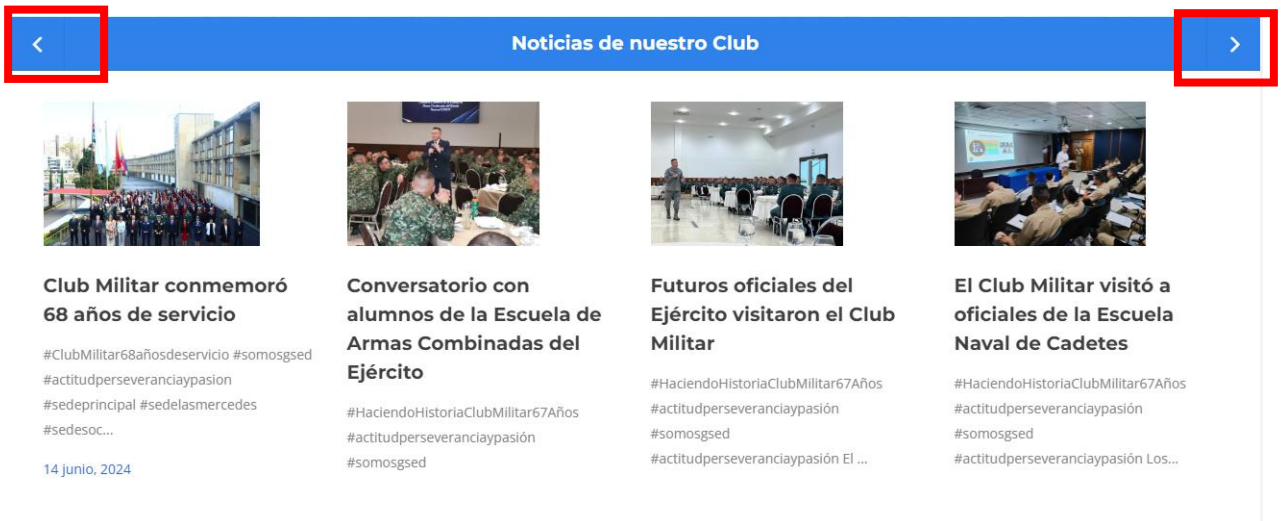 Noticias de nuestro Club
Club Militar conmemoró
68 años de servicio
#ClubMilitar68añosdeservicio #somosgsed
#actitudperseveranciaypasion
#sedeprincipal #sedelasmercedes
#sedesoc...
14 junio, 2024
Conversatorio con
alumnos de la Escuela de
Armas Combinadas del
Ejército
#HaciendoHistoriaClubMilitar67Años
#actitudperseveranciaypasión
#somosgsed
Futuros oficiales del
Ejército visitaron el Club
Militar
#HaciendoHistoriaClubMilitar67Años
#actitudperseveranciaypasión
#somosgsed
#actitudperseveranciaypasión El ...
El Club Militar visitó a
oficiales de la Escuela
Naval de Cadetes
#HaciendoHistoriaClubMilitar67Años
#actitudperseveranciaypasión
#somosgsed
#actitudperseveranciaypasión Los...